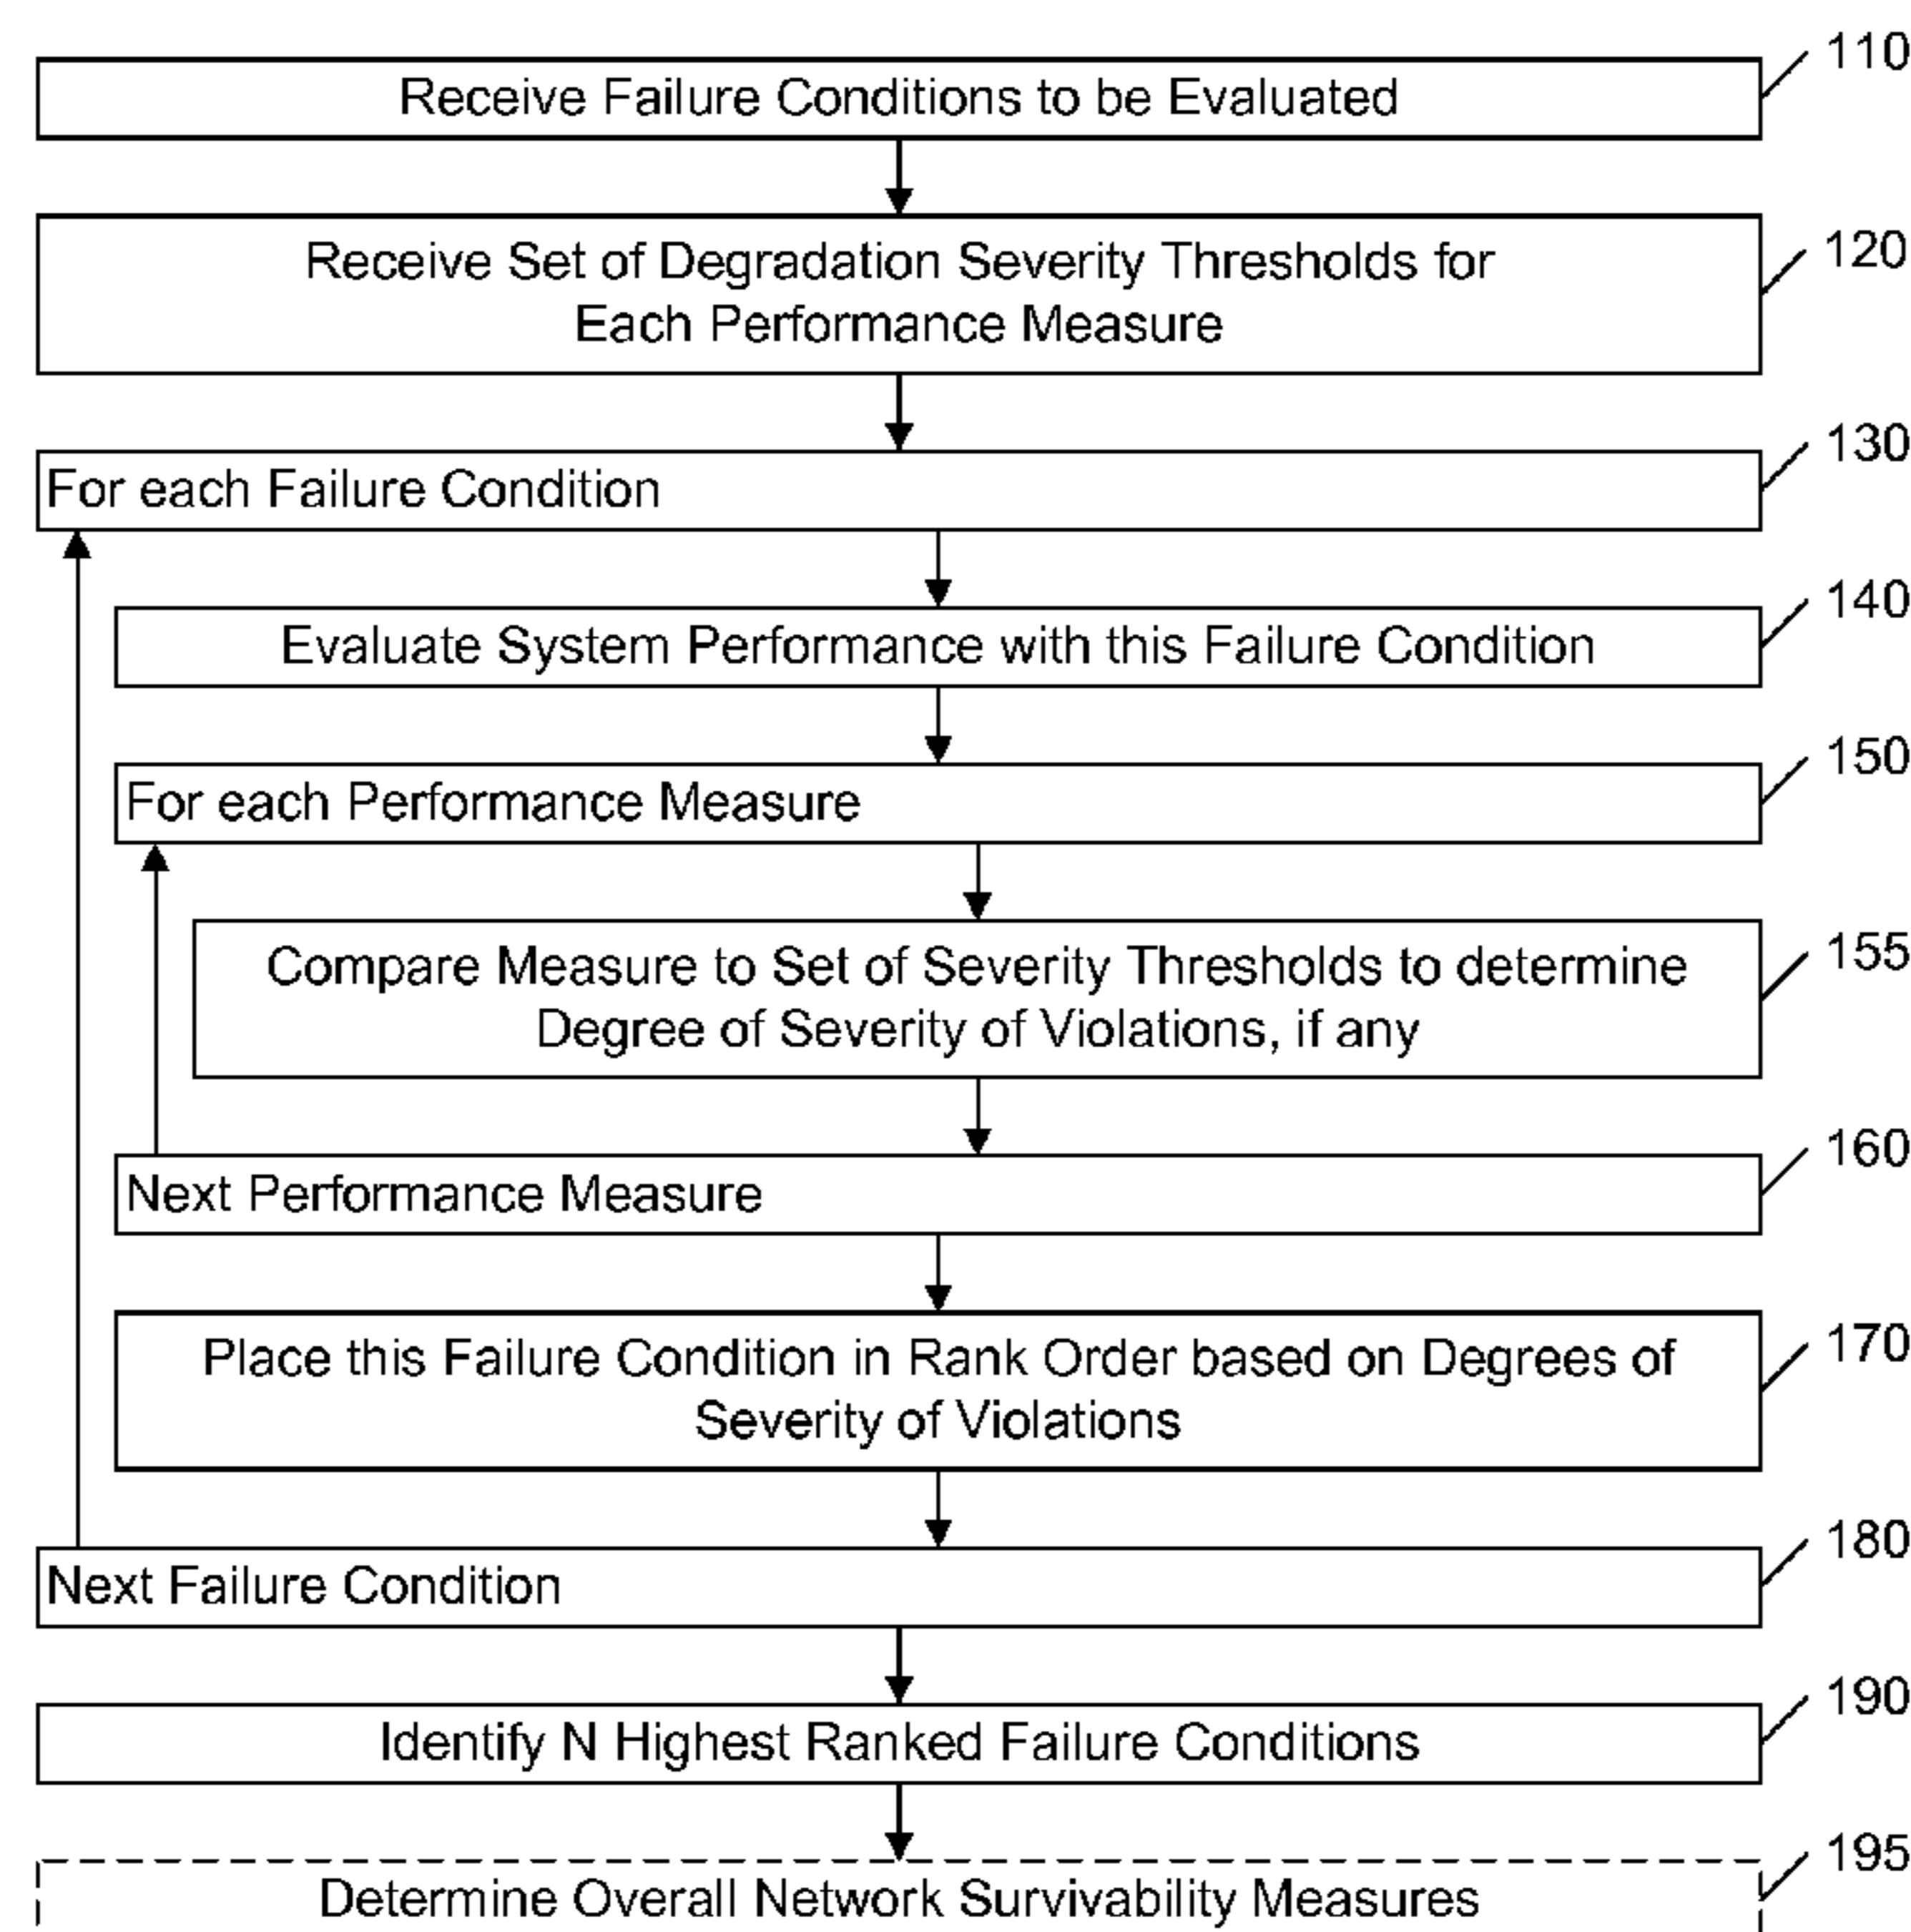 110
Receive Failure Conditions to be Evaluated
120
Receive Set of Degradation Severity Thresholds for
Each Performance Measure
130
For each Failure Condition
140
Evaluate System Performance with this Failure Condition
150
For each Performance Measure
155
Compare Measure to Set of Severity Thresholds to determine
Degree of Severity of Violations, if any
160
Next Performance Measure
170
Place this Failure Condition in Rank Order based on Degrees of
Severity of Violations
180
Next Failure Condition
190
Identify N Highest Ranked Failure Conditions
195
Determine Overall Network Survivability Measures